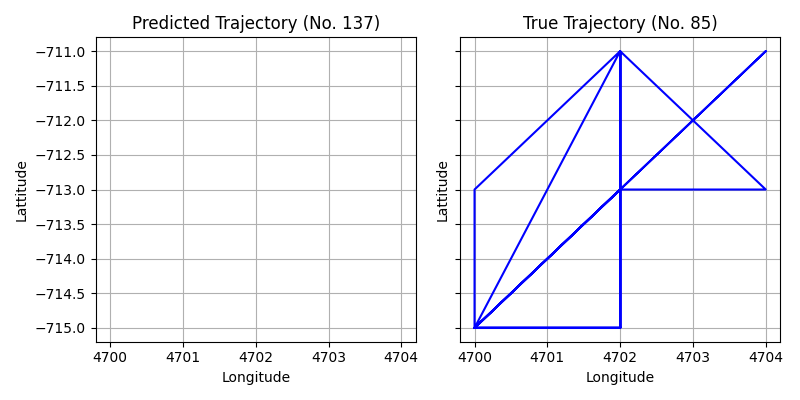 Predicted Trajectory (No. 137)
True Trajectory (No. 85)
−711.0
−711.5
−712.0
−712.5
−713.0
−713.5
−714.0
−714.5
−715.0
Lattitude
Lattitude
4700 4701 4702 4703 4704
4700 4701 4702 4703 4704
Longitude
Longitude